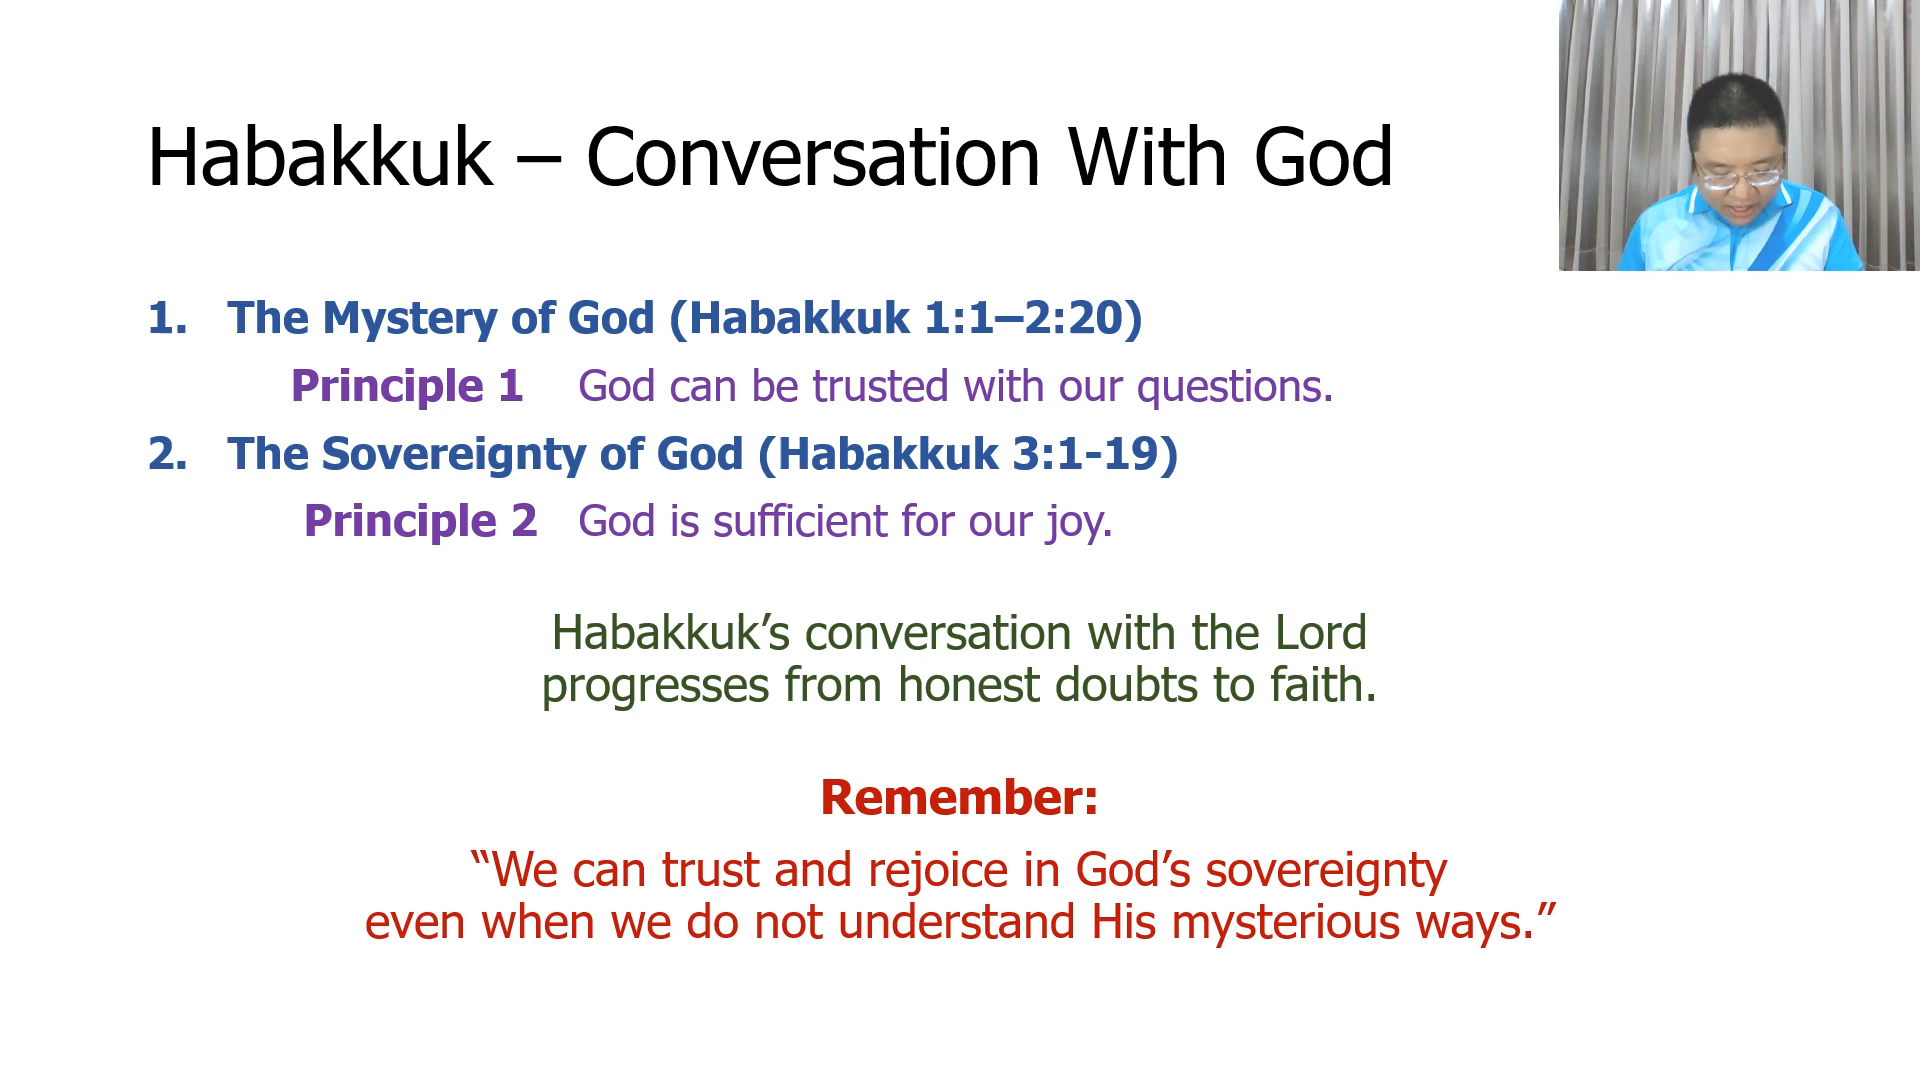 Habakkuk – Conversation With God
1. The Mystery of God (Habakkuk 1:1–2:20)
Principle 1 God can be trusted with our questions.
2. The Sovereignty of God (Habakkuk 3:1-19)
Principle 2 God is sufficient for our joy.
Habakkuk’s conversation with the Lord
progresses from honest doubts to faith.
Remember:
“We can trust and rejoice in God’s sovereignty
even when we do not understand His mysterious ways.”